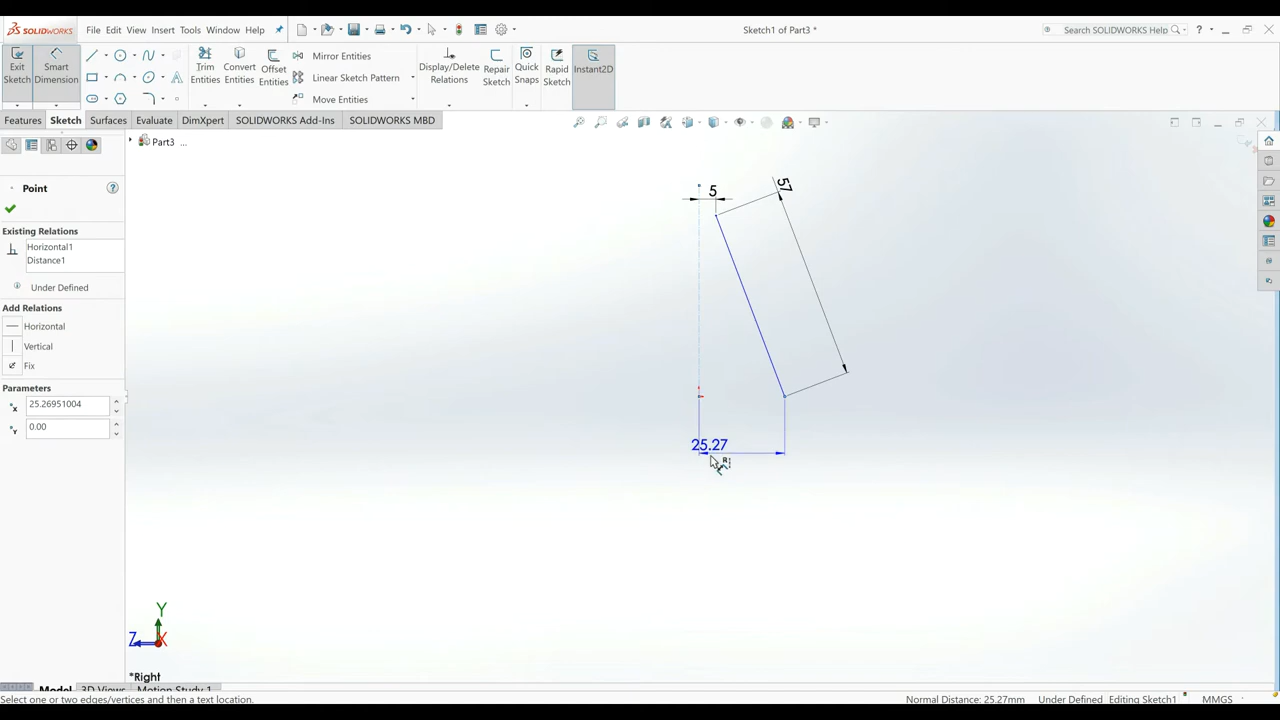 SOLIDWORKS
File Edit View Insert Tools Window Help
Sketch1 of Part3 *
Search SOLIDWORKS Help
Exit Sketch
Smart Dimension
Trim Entities
Convert Entities
Offset Entities
Mirror Entities
Linear Sketch Pattern
Move Entities
Display/Delete Relations
Repair Sketch
Quick Snaps
Rapid Sketch
Instant2D
Features Sketch Surfaces Evaluate DimXpert SOLIDWORKS Add-Ins SOLIDWORKS MBD
Part3 ...
Point
Existing Relations
Horizontal1
Distance1
Under Defined
Add Relations
Horizontal
Vertical
Fix
Parameters
25.26951004
0.00
5
57
25.27
Y
Z
X
*Right
Model 3D Views Motion Study 1
Select one or two edges/vertices and then a text location.
Normal Distance: 25.27mm Under Defined Editing Sketch1 MMGS